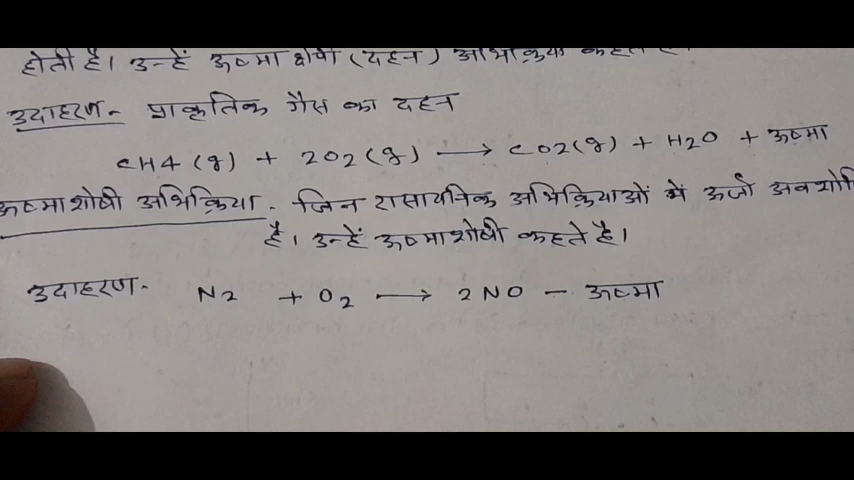 होती है। उन्हें ऊष्माक्षेपी (दहन) अभिक्रिया कहते है।
उदाहरण- प्राकृतिक गैस का दहन
CH4 (g) + 2O2 (g) ⟶ CO2(g) + H2O + ऊष्मा
ऊष्माशोषी अभिक्रिया - जिन रासायनिक अभिक्रियाओं में ऊर्जा अवशोषि
है। उन्हें ऊष्माशोषी कहते है।
उदाहरण- N2 + O2 ⟶ 2NO - ऊष्मा